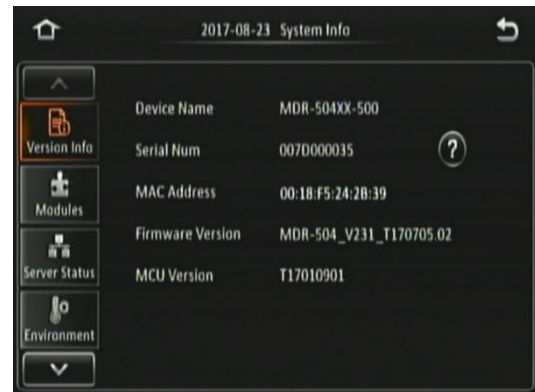 2017-08-23 System Info
Version Info
Modules
Server Status
Environment
Device Name MDR-504XX-500
Serial Num 007D000035
?
MAC Address 00:18:F5:24:2B:39
Firmware Version MDR-504_V231_T170705.02
MCU Version T17010901